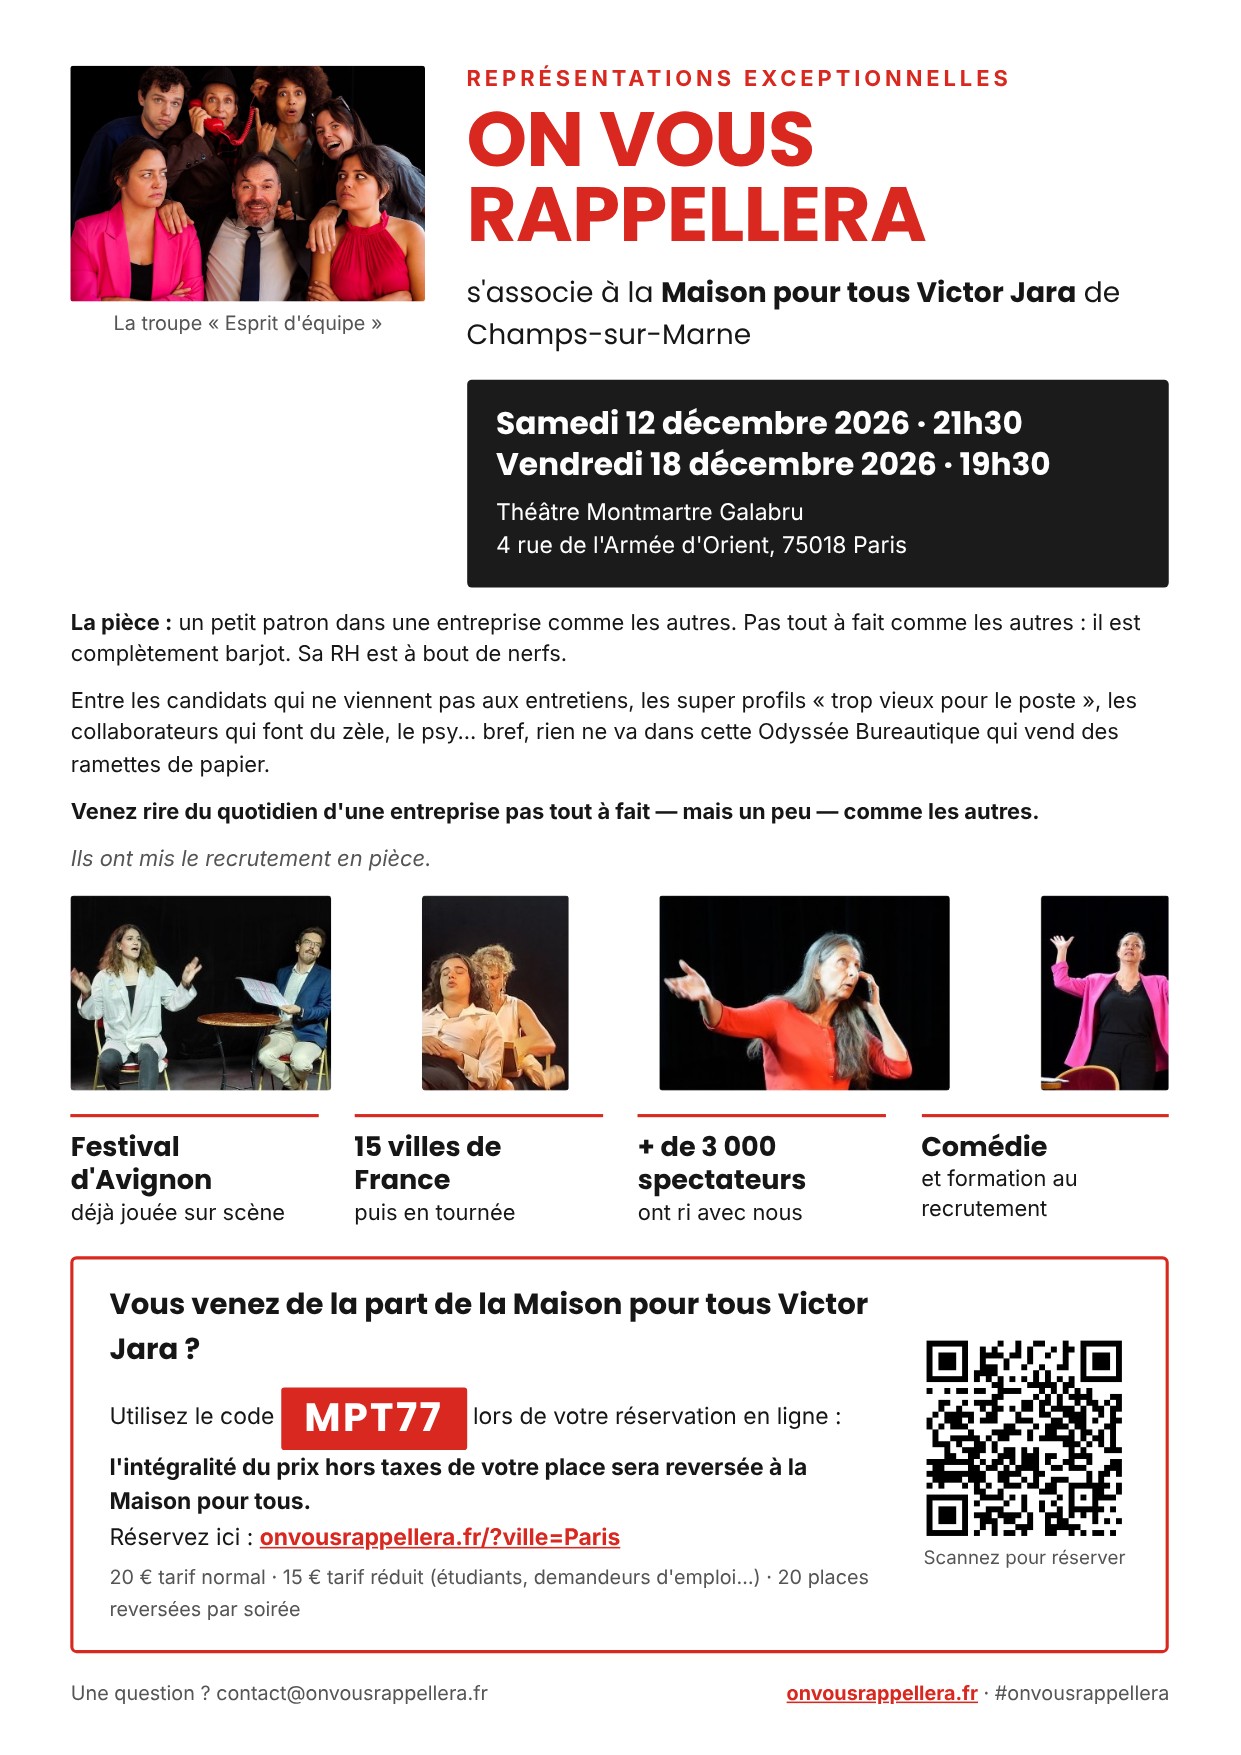 REPRÉSENTATIONS EXCEPTIONNELLES
ON VOUS
RAPPELLERA
s'associe à la Maison pour tous Victor Jara de
Champs-sur-Marne
La troupe « Esprit d'équipe »
Samedi 12 décembre 2026 · 21h30
Vendredi 18 décembre 2026 · 19h30
Théâtre Montmartre Galabru
4 rue de l'Armée d'Orient, 75018 Paris
La pièce : un petit patron dans une entreprise comme les autres. Pas tout à fait comme les autres : il est
complètement barjot. Sa RH est à bout de nerfs.
Entre les candidats qui ne viennent pas aux entretiens, les super profils « trop vieux pour le poste », les
collaborateurs qui font du zèle, le psy... bref, rien ne va dans cette Odyssée Bureautique qui vend des
ramettes de papier.
Venez rire du quotidien d'une entreprise pas tout à fait — mais un peu — comme les autres.
Ils ont mis le recrutement en pièce.
Festival
d'Avignon
déjà jouée sur scène
15 villes de
France
puis en tournée
+ de 3 000
spectateurs
ont ri avec nous
Comédie
et formation au
recrutement
Vous venez de la part de la Maison pour tous Victor
Jara ?
Utilisez le code MPT77 lors de votre réservation en ligne :
l'intégralité du prix hors taxes de votre place sera reversée à la
Maison pour tous.
Réservez ici : onvousrappellera.fr/?ville=Paris
20 € tarif normal · 15 € tarif réduit (étudiants, demandeurs d'emploi...) · 20 places
reversées par soirée
Scannez pour réserver
Une question ? contact@onvousrappellera.fr
onvousrappellera.fr · #onvousrappellera